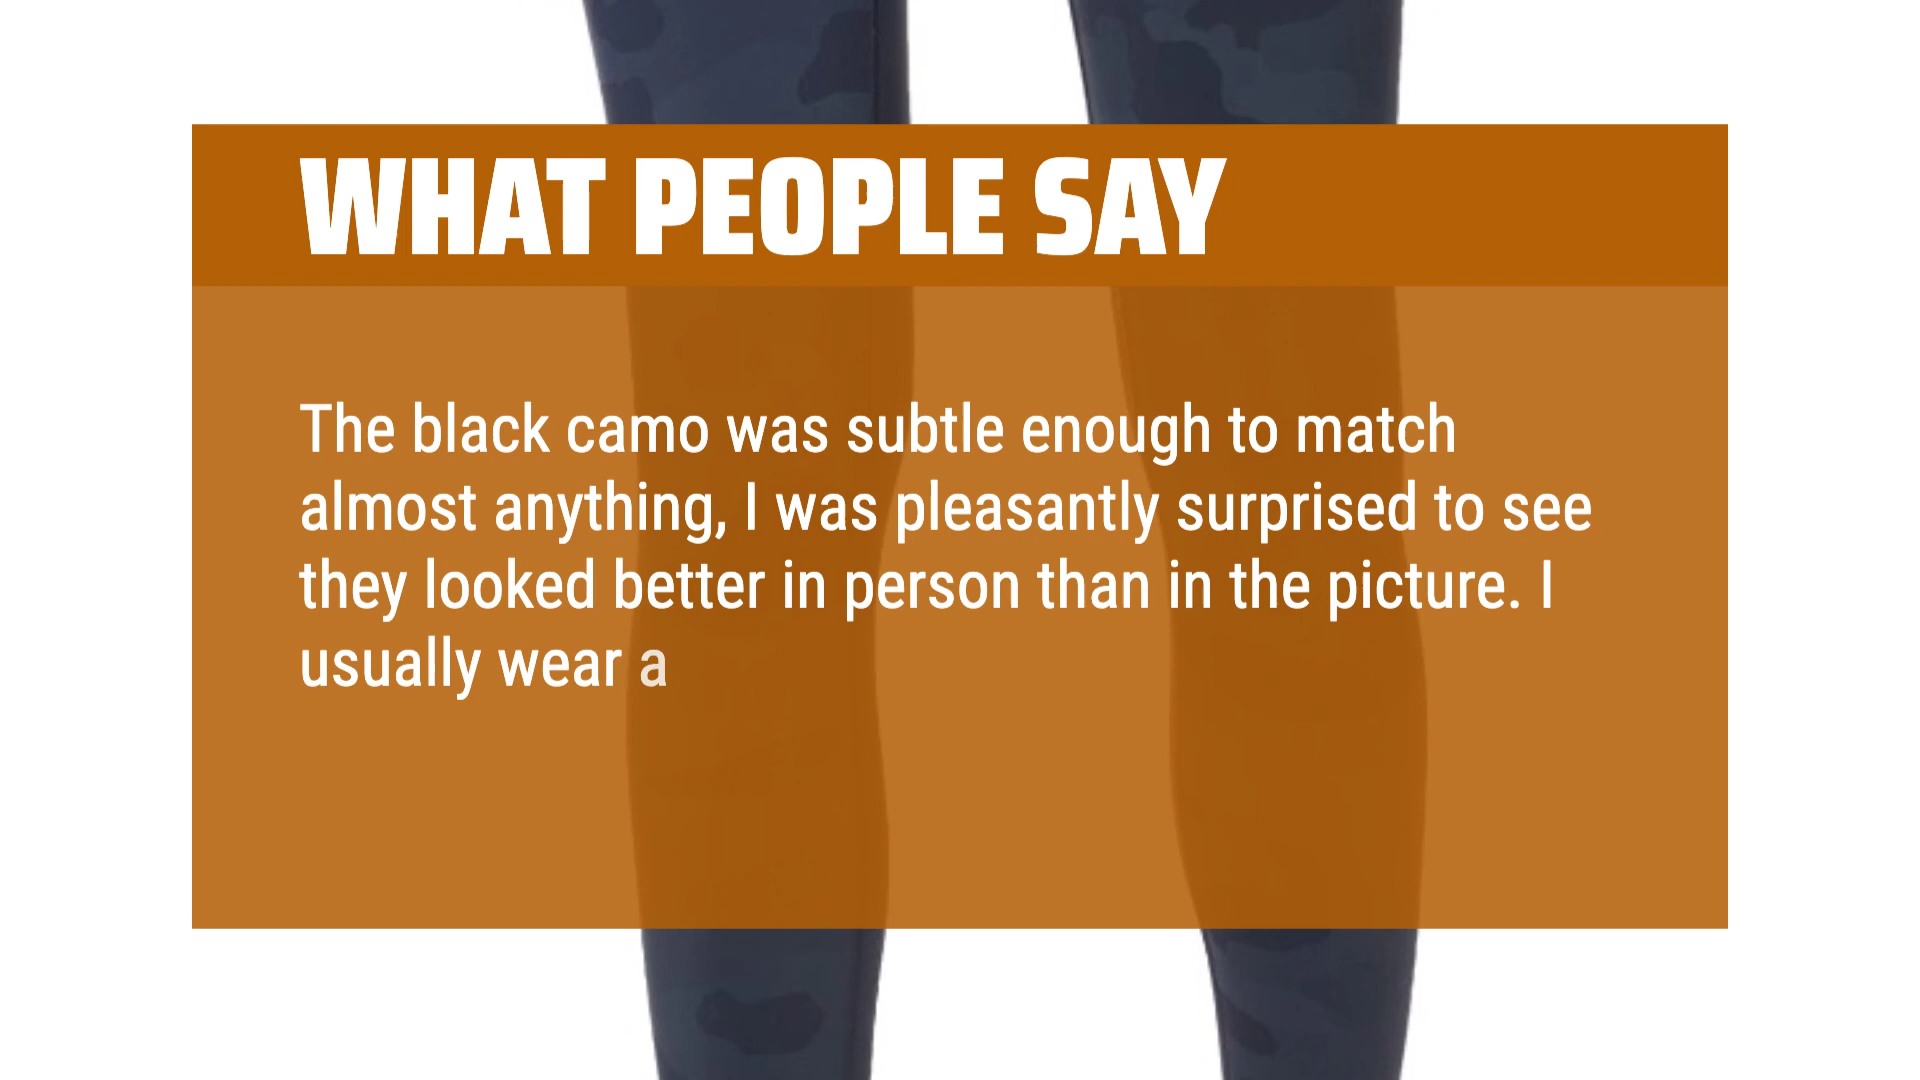 WHAT PEOPLE SAY
The black camo was subtle enough to match
almost anything, I was pleasantly surprised to see
they looked better in person than in the picture. I
usually wear a